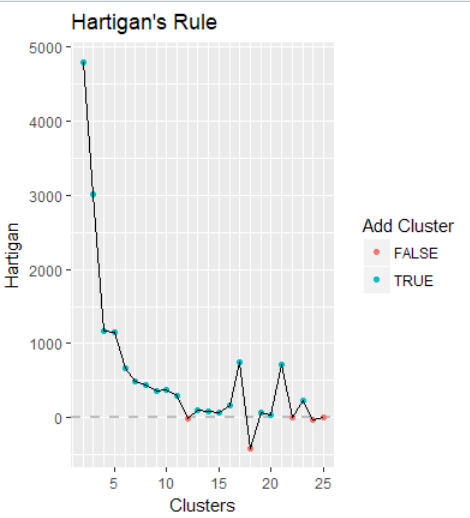 Hartigan's Rule
5000
4000
3000
2000
1000
0
Hartigan
5 10 15 20 25
Clusters
Add Cluster
FALSE
TRUE